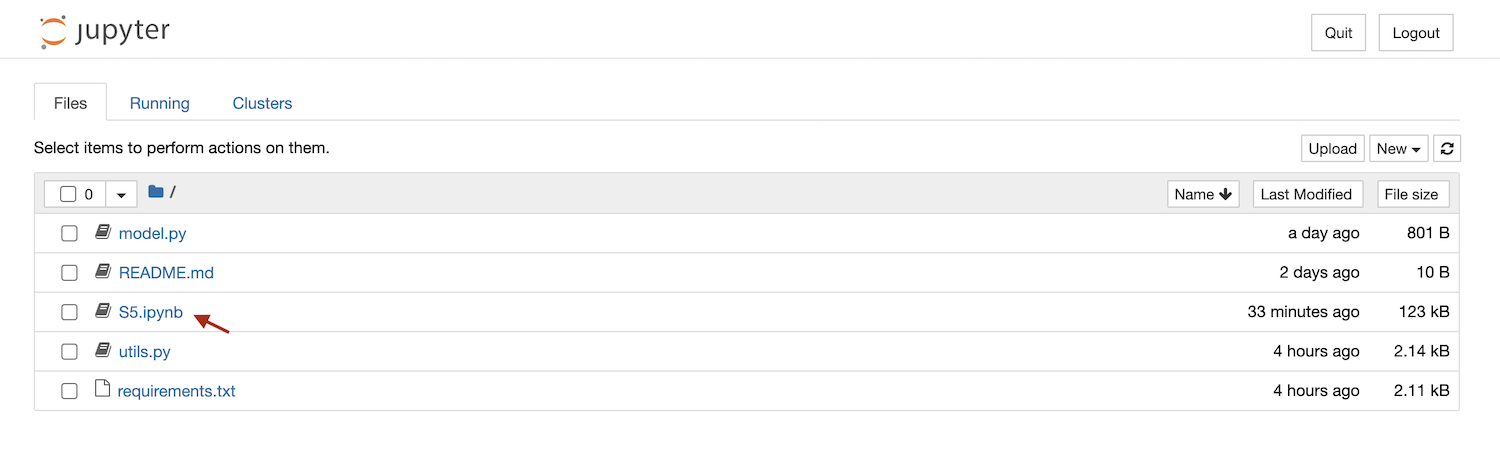 jupyter Quit Logout
Files Running Clusters
Select items to perform actions on them. Upload New
0 / Name Last Modified File size
model.py a day ago 801 B
README.md 2 days ago 10 B
S5.ipynb 33 minutes ago 123 kB
utils.py 4 hours ago 2.14 kB
requirements.txt 4 hours ago 2.11 kB